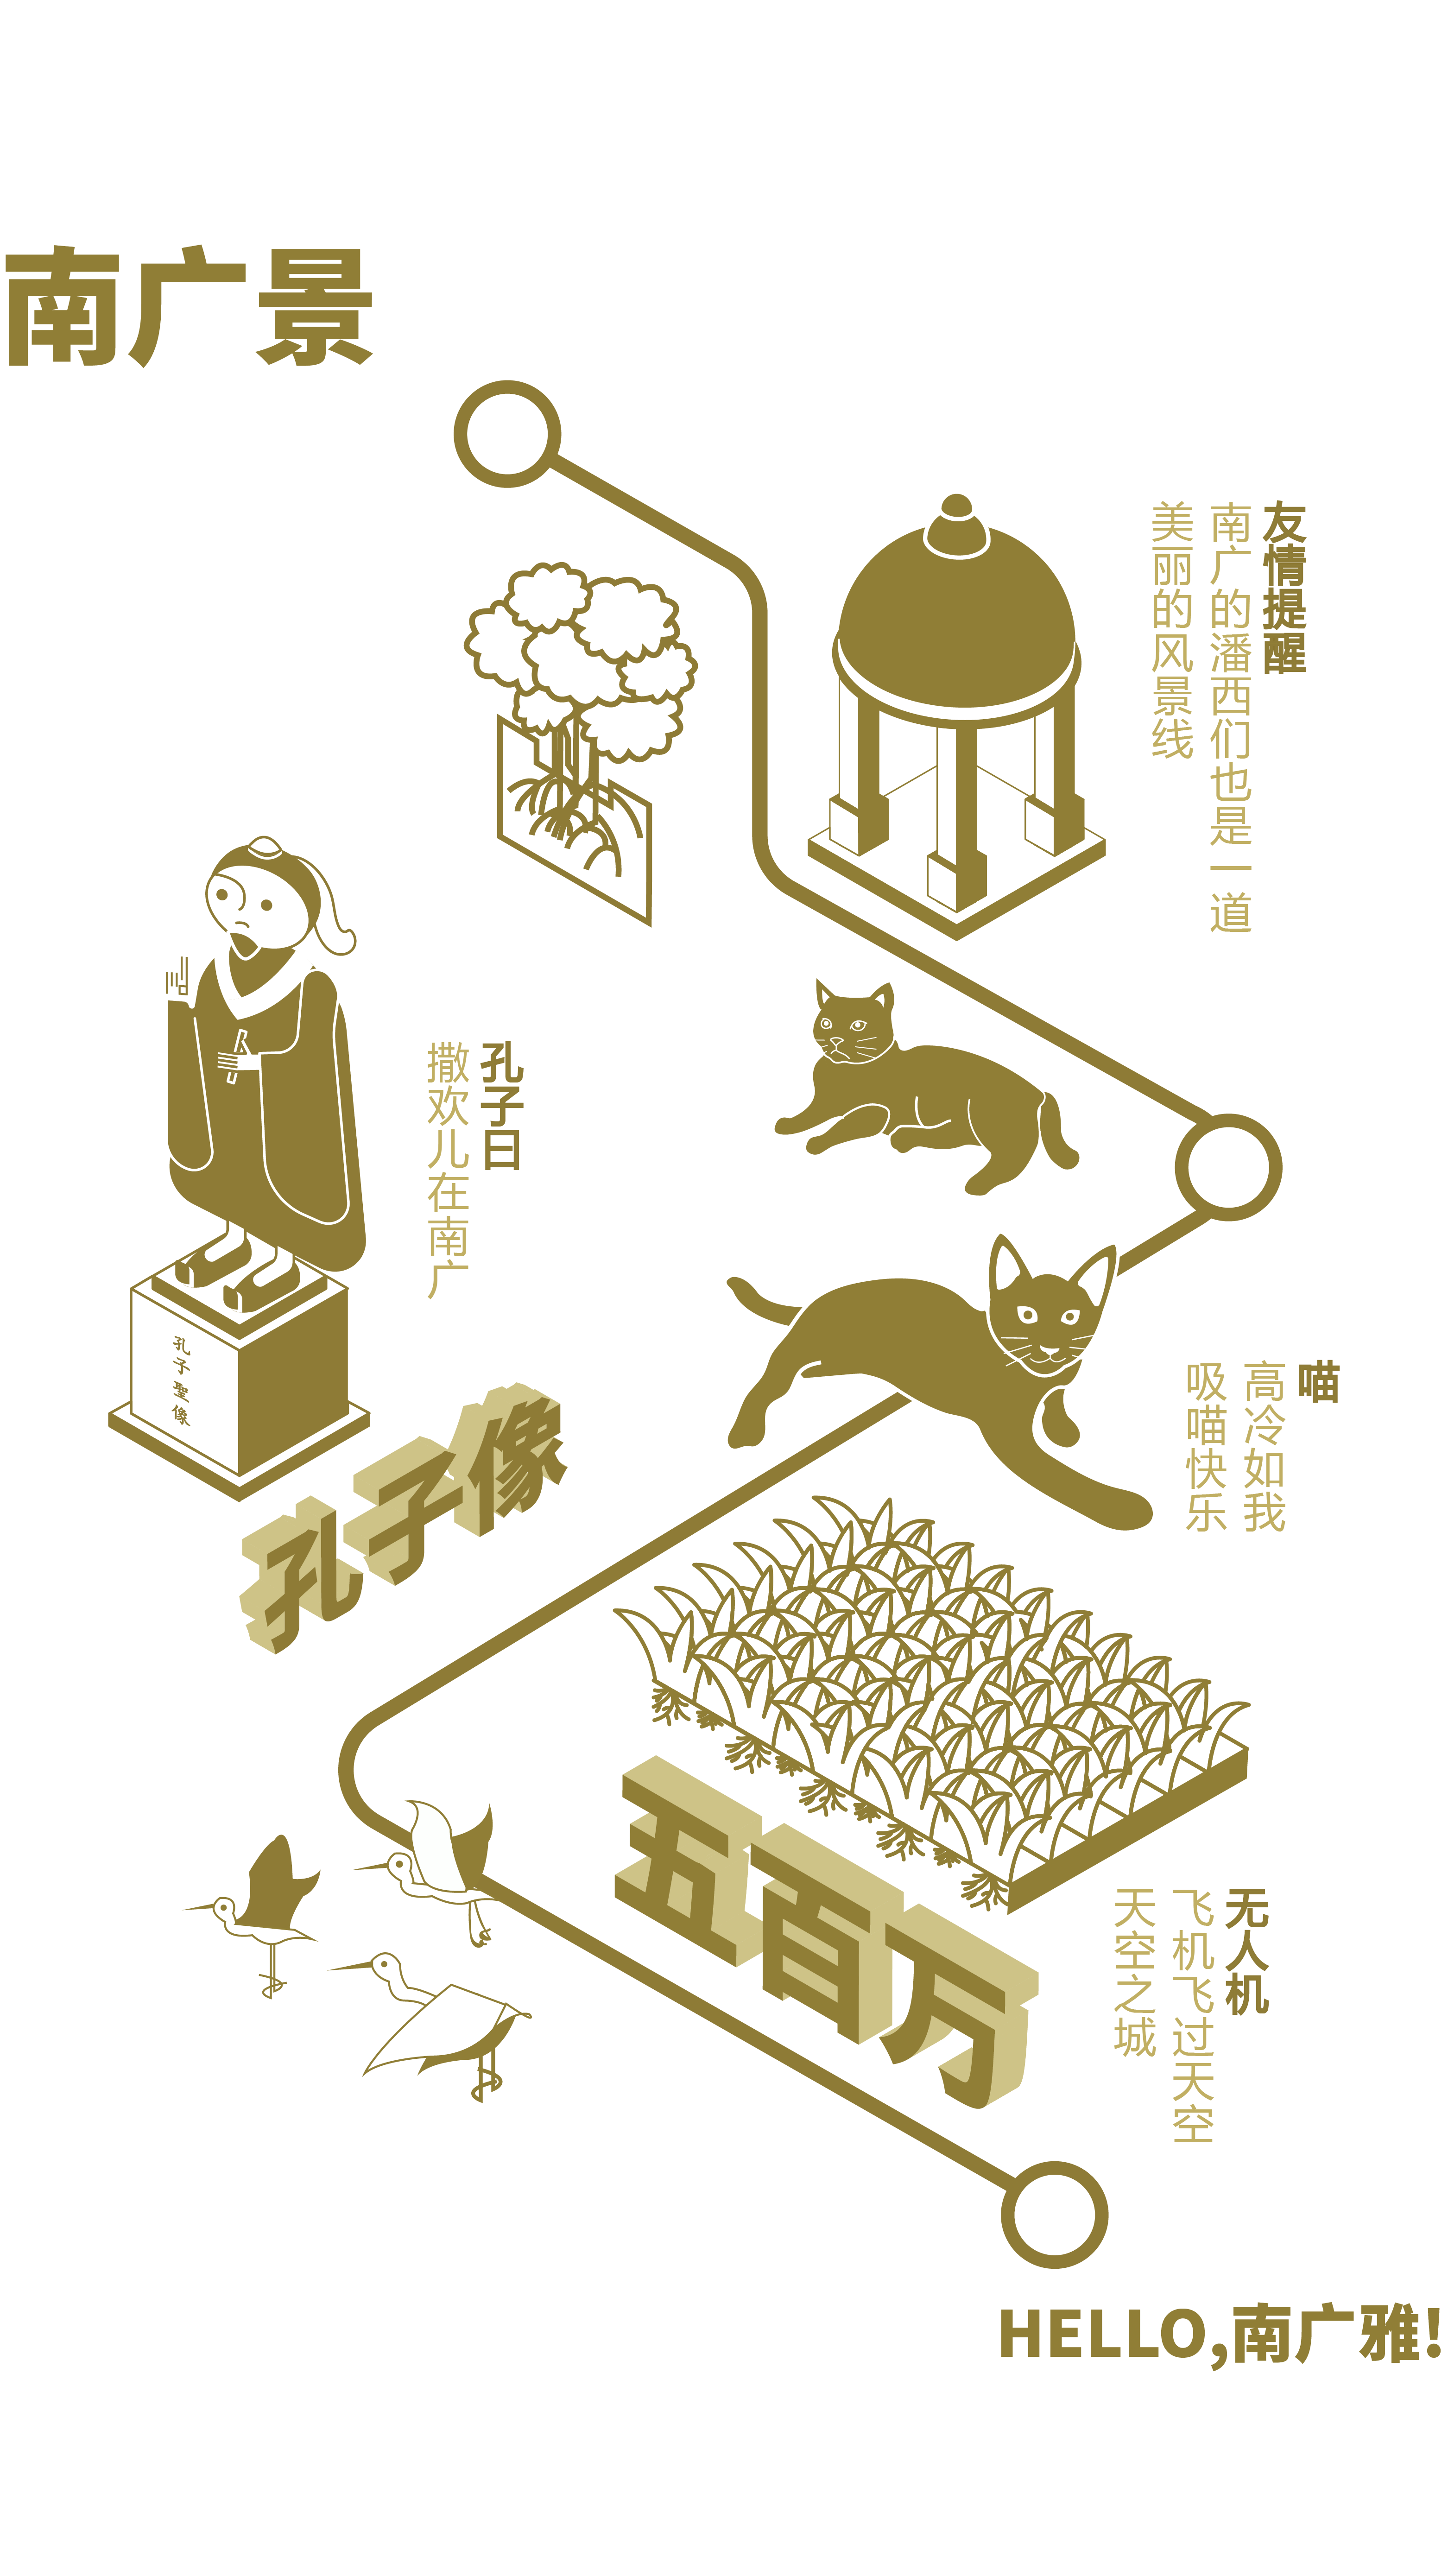 南广景
友情提醒
南广的潘西们也是一道
美丽的风景线
孔子曰
撒欢儿在南广
孔子聖像
孔子像
喵
高冷如我
吸喵快乐
五百万
无人机
飞机飞过天空
天空之城
HELLO,南广雅!